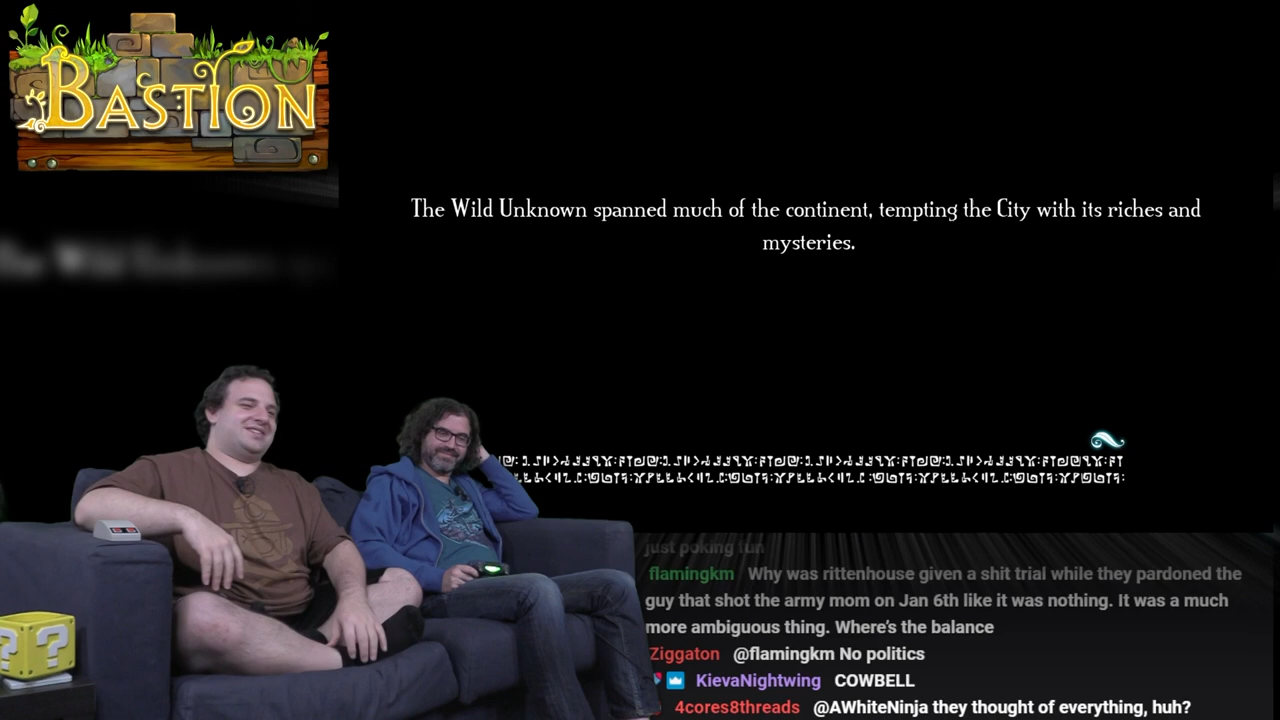 BASTION
The Wild Unknown spanned much of the continent, tempting the City with its riches and
mysteries.
just poking fun
flamingkm Why was rittenhouse given a shit trial while they pardoned the
guy that shot the army mom on Jan 6th like it was nothing. It was a much
more ambiguous thing. Where's the balance
Ziggaton @flamingkm No politics
KievaNightwing COWBELL
4cores8threads @AWhiteNinja they thought of everything, huh?
? ?